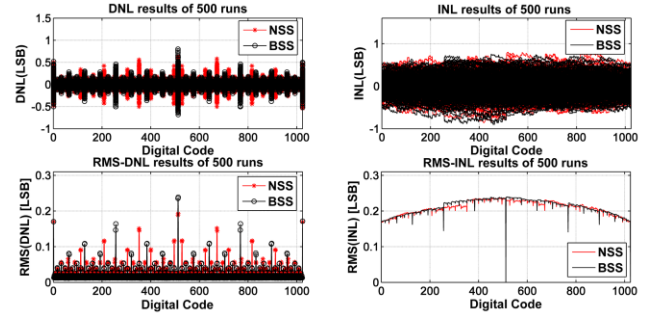 DNL results of 500 runs
DNL(LSB)
1.5
1
0.5
0
-0.5
-1
0 200 400 600 800 1000
Digital Code
NSS
BSS
INL results of 500 runs
INL(LSB)
1
0
-1
0 200 400 600 800 1000
Digital Code
NSS
BSS
RMS-DNL results of 500 runs
RMS(DNL) [LSB]
0.3
0.2
0.1
0
0 200 400 600 800 1000
Digital Code
NSS
BSS
RMS-INL results of 500 runs
RMS(INL) [LSB]
0.3
0.2
0.1
0
0 200 400 600 800 1000
Digital Code
NSS
BSS